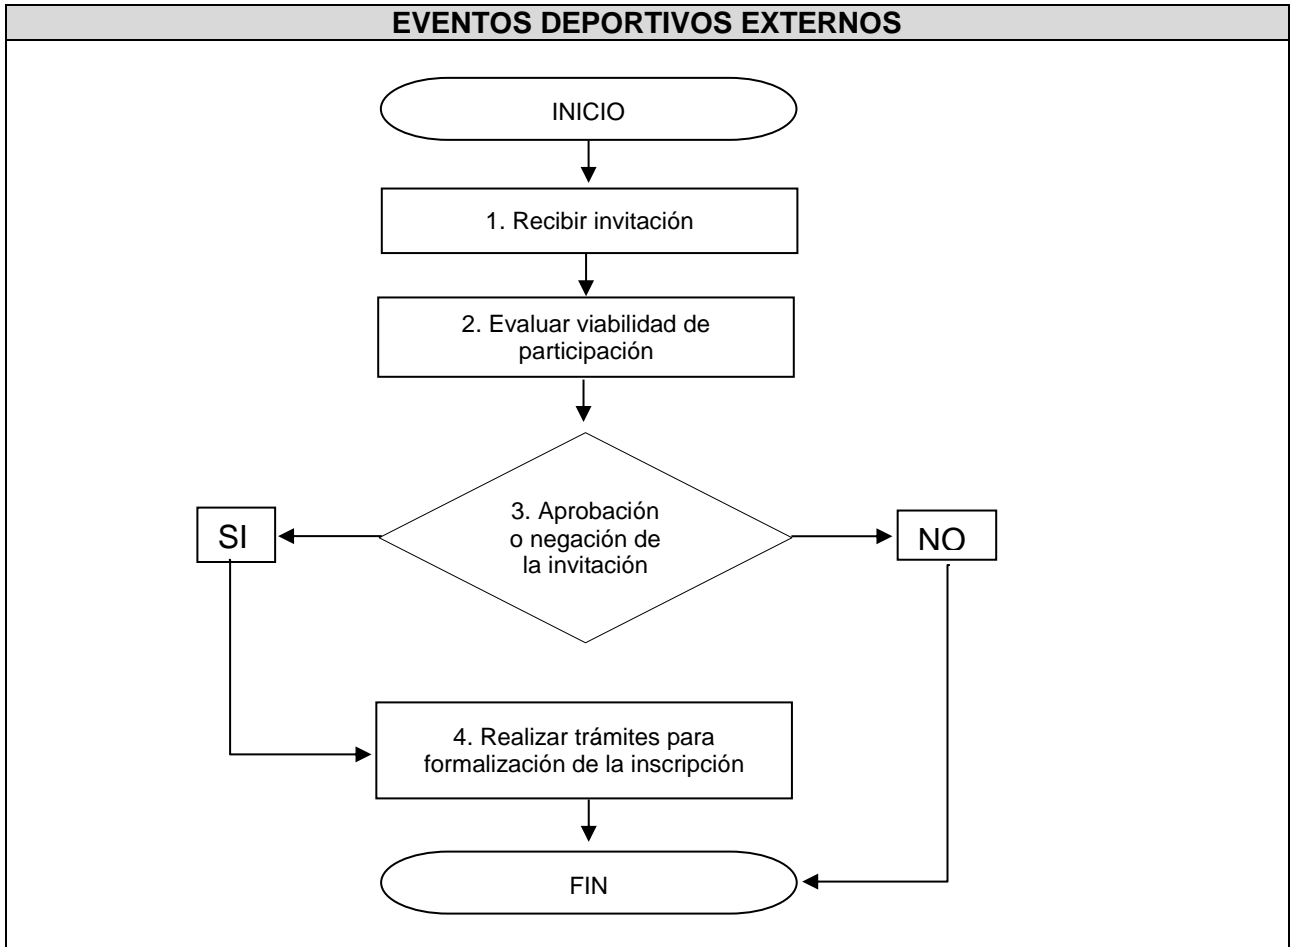 EVENTOS DEPORTIVOS EXTERNOS
INICIO
1. Recibir invitación
2. Evaluar viabilidad de
participación
3. Aprobación
o negación de
la invitación
SI
NO
4. Realizar trámites para
formalización de la inscripción
FIN